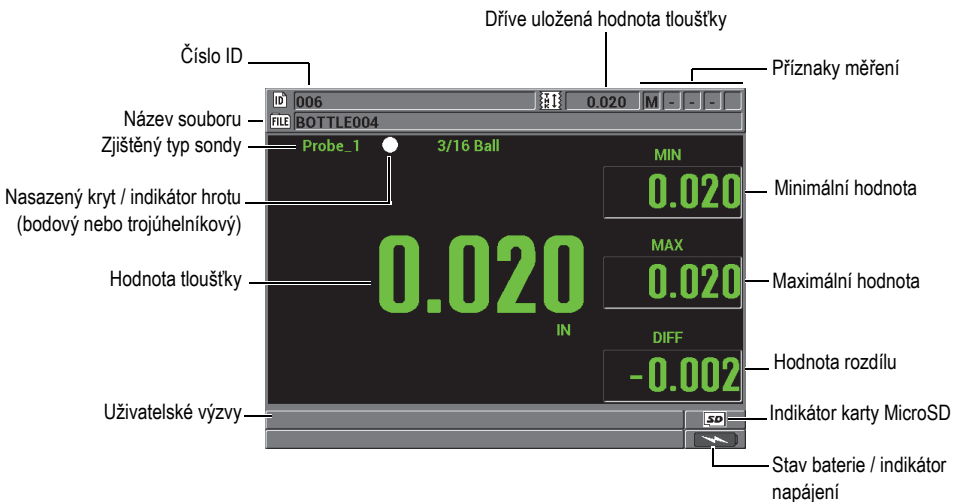 Dříve uložená hodnota tloušťky
Číslo ID
Příznaky měření
ID 006 0.020 M - - -
Název souboru
FILE BOTTLE004
Zjištěný typ sondy
Probe_1 3/16 Ball
MIN
Nasazený kryt / indikátor hrotu
(bodový nebo trojúhelníkový)
0.020
Minimální hodnota
MAX
Hodnota tloušťky
0.020
0.020
Maximální hodnota
IN
DIFF
-0.002
Hodnota rozdílu
Uživatelské výzvy
SD
Indikátor karty MicroSD
Stav baterie / indikátor
napájení